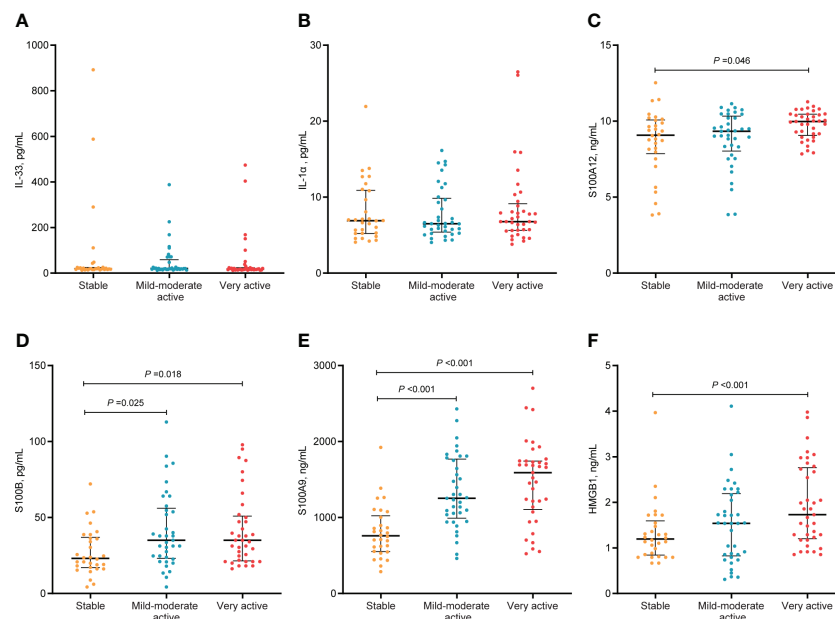 A
IL-33, pg/mL
1000
800
600
400
200
0
Stable
Mild-moderate
active
Very active
B
IL-1α , pg/mL
30
20
10
0
Stable
Mild-moderate
active
Very active
C
S100A12, ng/mL
15
10
5
0
P =0.046
Stable
Mild-moderate
active
Very active
D
S100B, pg/mL
150
100
50
0
P =0.018
P =0.025
Stable
Mild-moderate
active
Very active
E
S100A9, ng/mL
3000
2000
1000
0
P <0.001
P <0.001
Stable
Mild-moderate
active
Very active
F
HMGB1, ng/mL
5
4
3
2
1
0
P <0.001
Stable
Mild-moderate
active
Very active